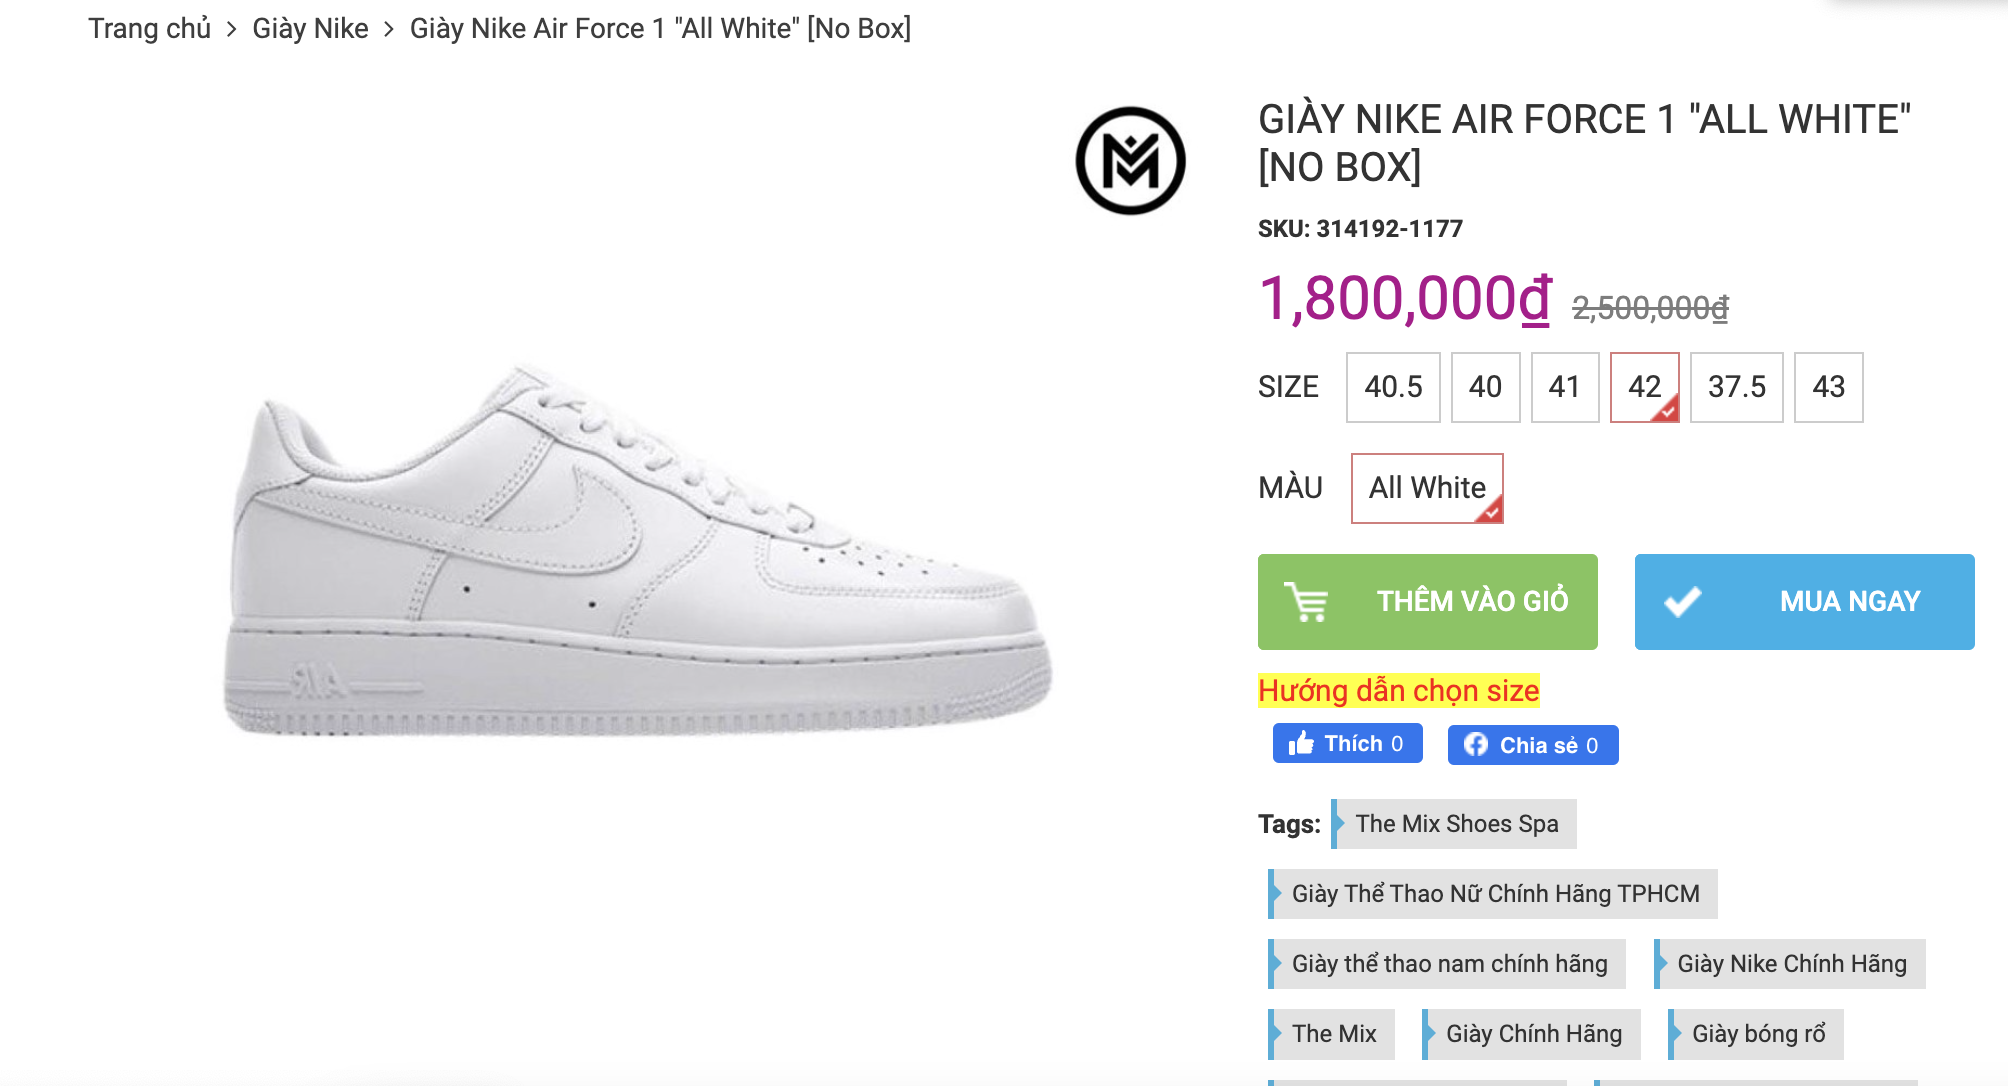 Trang chủ > Giày Nike > Giày Nike Air Force 1 "All White" [No Box]
GIÀY NIKE AIR FORCE 1 "ALL WHITE"
[NO BOX]
SKU: 314192-1177
1,800,000₫ 2,500,000₫
SIZE 40.5 40 41 42 37.5 43
MÀU All White
THÊM VÀO GIỎ MUA NGAY
Hướng dẫn chọn size
Thích 0 Chia sẻ 0
Tags: The Mix Shoes Spa
Giày Thể Thao Nữ Chính Hãng TPHCM
Giày thể thao nam chính hãng Giày Nike Chính Hãng
The Mix Giày Chính Hãng Giày bóng rổ
AIR